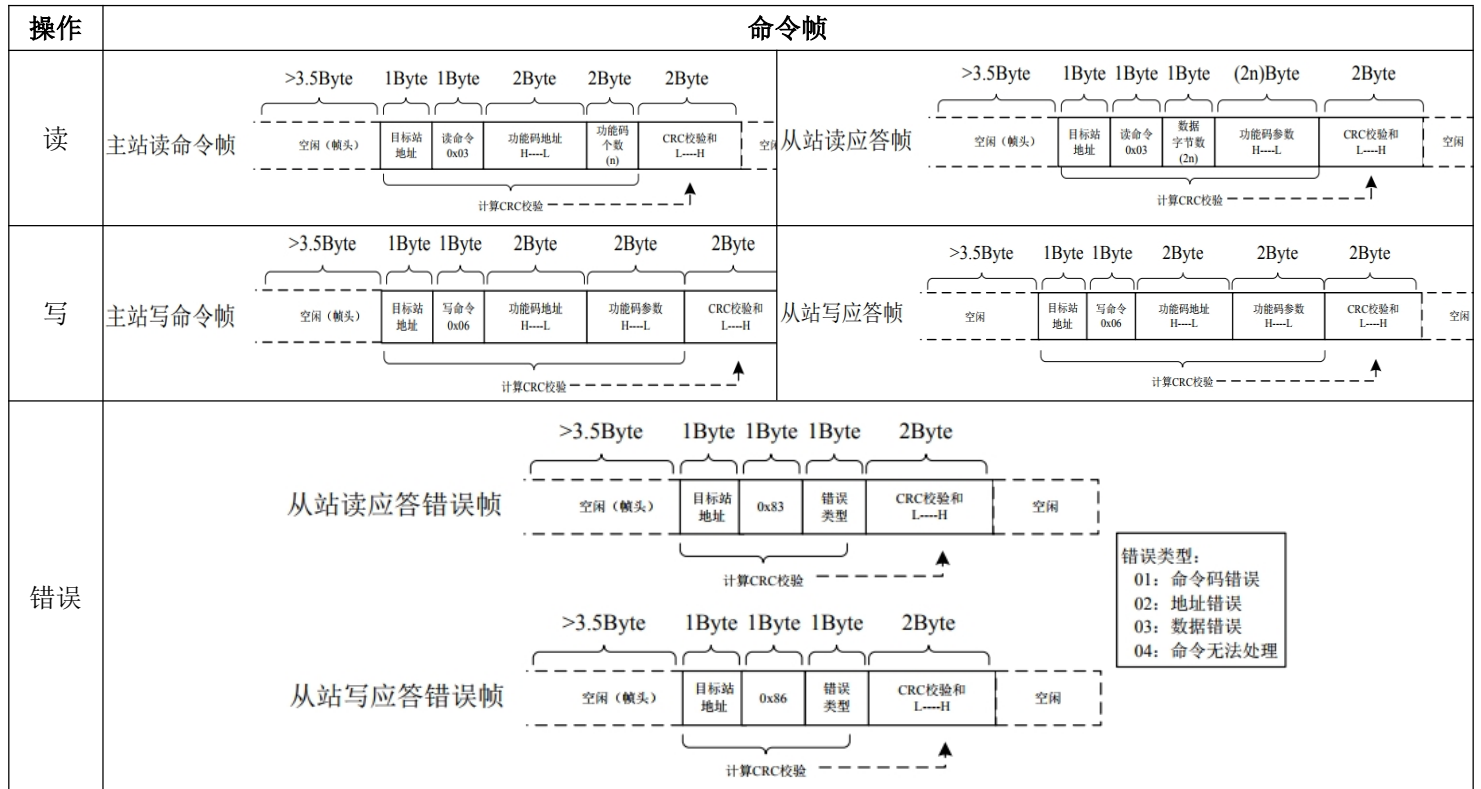 操作
命令帧
读
主站读命令帧
>3.5Byte 1Byte 1Byte 2Byte 2Byte 2Byte
空闲（帧头）
目标站
地址
读命令
0x03
功能码地址
H----L
功能码
个数
(n)
CRC校验和
L----H
计算CRC校验
从站读应答帧
>3.5Byte 1Byte 1Byte 1Byte (2n)Byte 2Byte
空闲（帧头）
目标站
地址
读命令
0x03
数据
字节数
(2n)
功能码参数
H----L
CRC校验和
L----H
空闲
计算CRC校验
写
主站写命令帧
>3.5Byte 1Byte 1Byte 2Byte 2Byte 2Byte
空闲（帧头）
目标站
地址
写命令
0x06
功能码地址
H----L
功能码参数
H----L
CRC校验和
L----H
计算CRC校验
从站写应答帧
>3.5Byte 1Byte 1Byte 2Byte 2Byte 2Byte
空闲
目标站
地址
写命令
0x06
功能码地址
H----L
功能码参数
H----L
CRC校验和
L----H
空闲
计算CRC校验
错误
从站读应答错误帧
>3.5Byte 1Byte 1Byte 1Byte 2Byte
空闲（帧头）
目标站
地址
0x83
错误
类型
CRC校验和
L----H
空闲
计算CRC校验
从站写应答错误帧
>3.5Byte 1Byte 1Byte 1Byte 2Byte
空闲（帧头）
目标站
地址
0x86
错误
类型
CRC校验和
L----H
空闲
计算CRC校验
错误类型：
01：命令码错误
02：地址错误
03：数据错误
04：命令无法处理